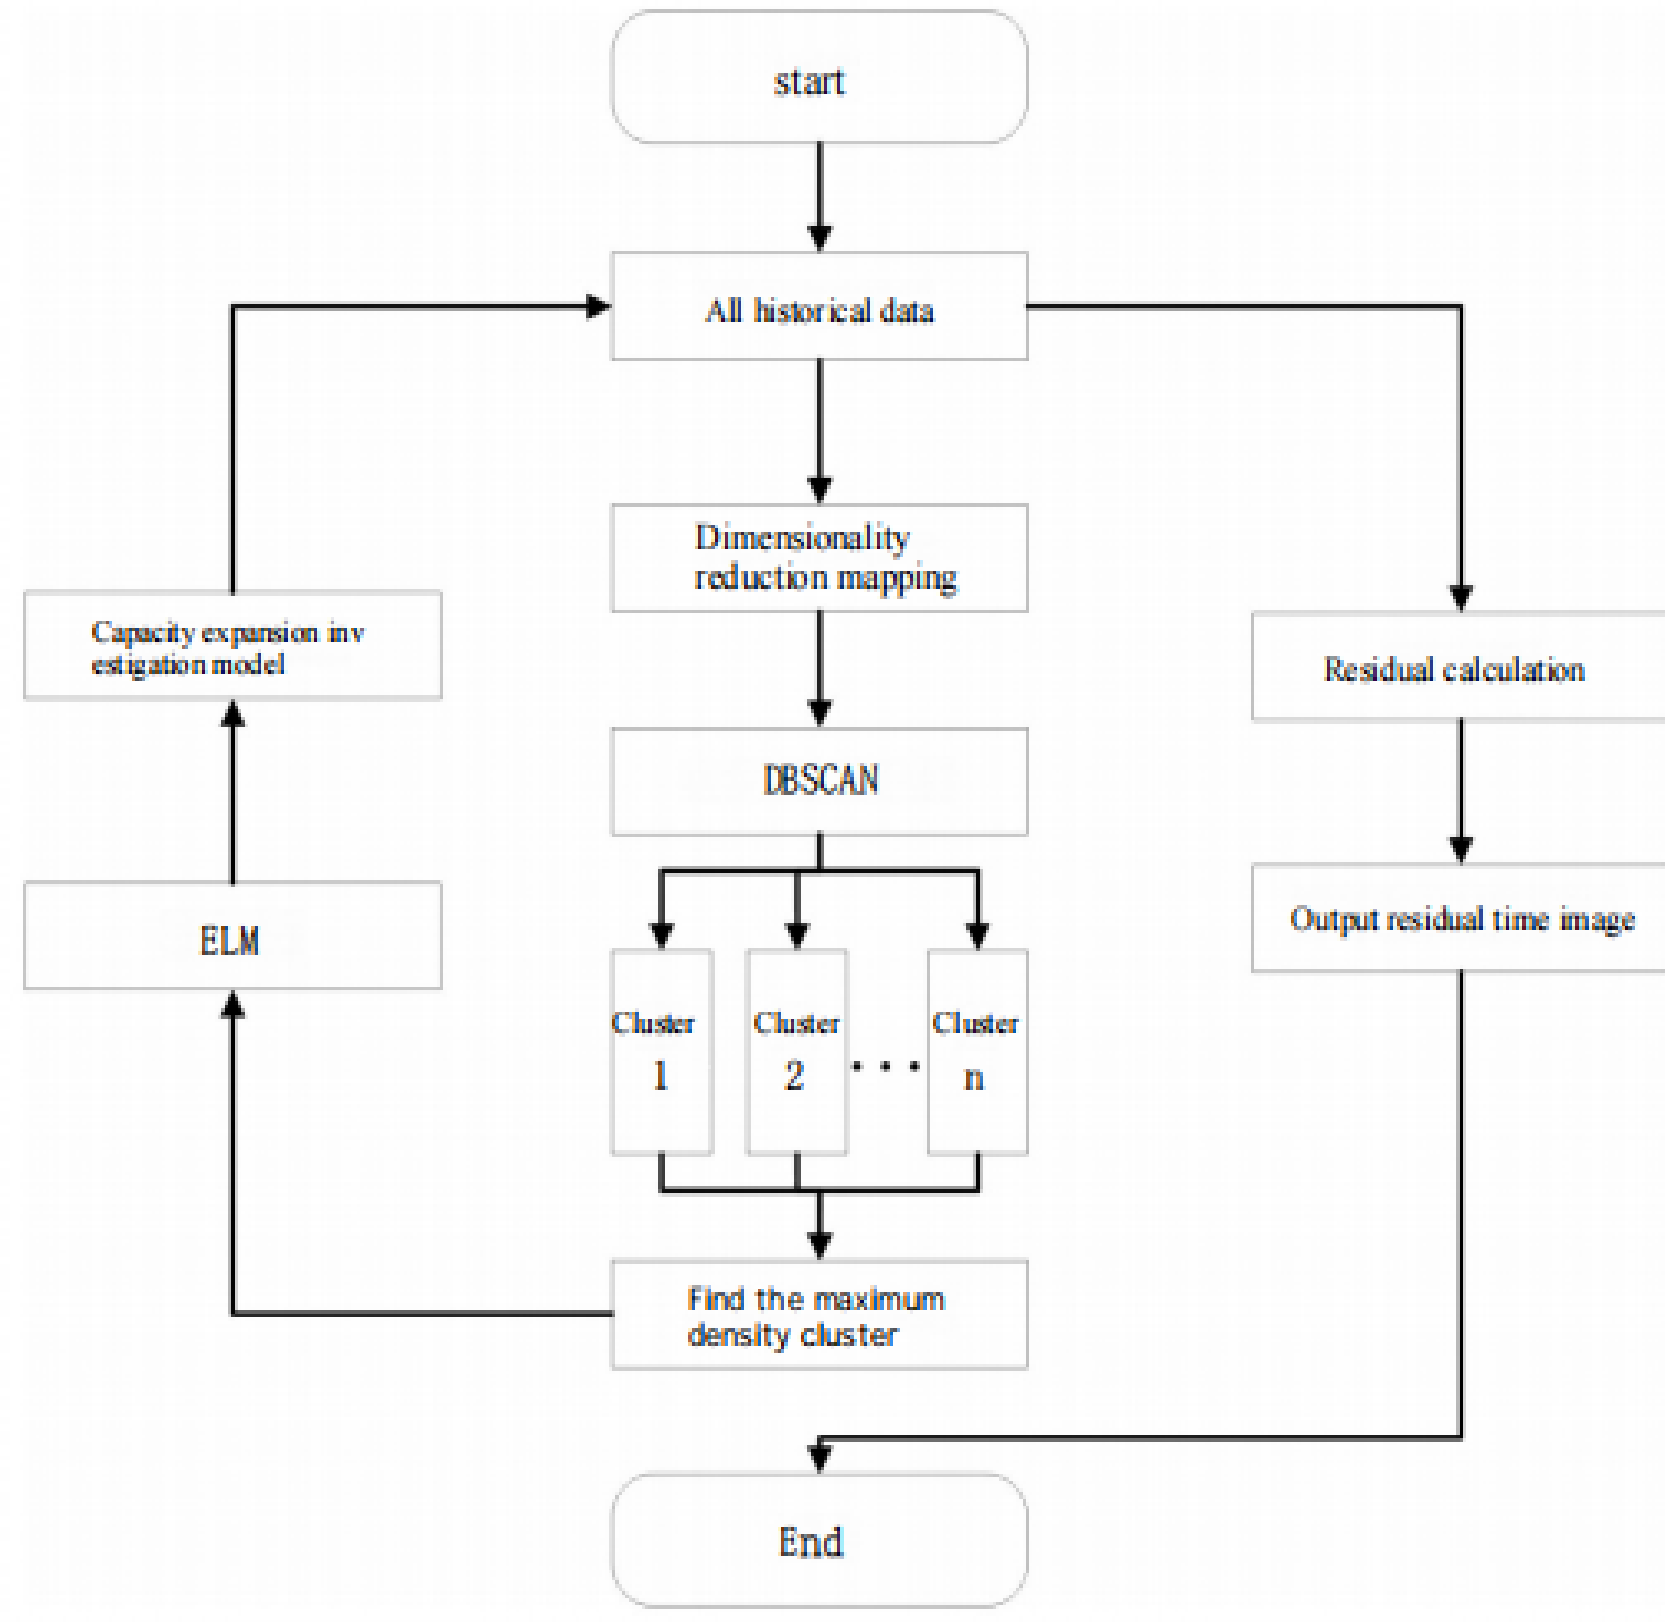 start
All historical data
Dimensionality
reduction mapping
Capacity expansion inv
estigation model
Residual calculation
DBSCAN
ELM
Output residual time image
Cluster
1
Cluster
2
. . .
Cluster
n
Find the maximum
density cluster
End